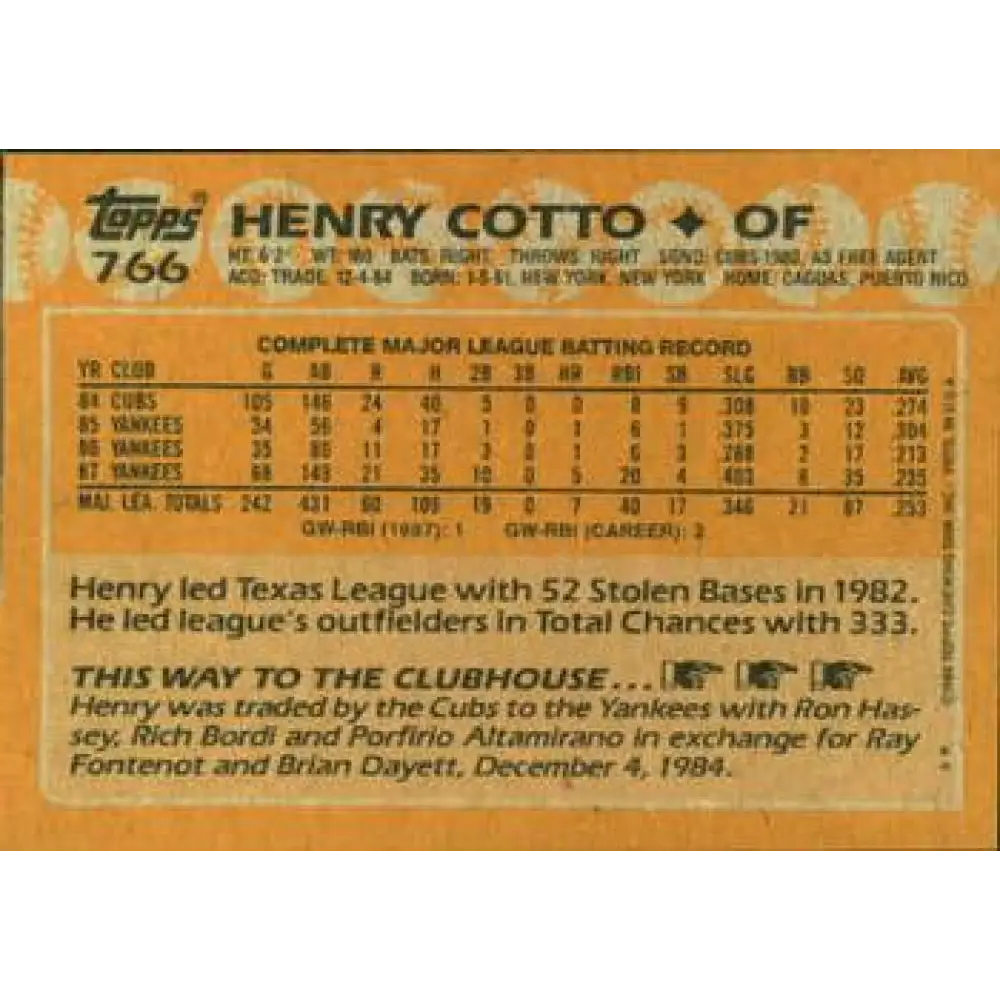 topps®
766
HENRY COTTO ✦ OF
HT: 6'2" WT: 160 BATS: RIGHT THROWS: RIGHT SIGND: CUBS-1980, AS FREE AGENT
ACQ: TRADE, 12-4-84 BORN: 1-5-61, NEW YORK, NEW YORK HOME: CAGUAS, PUERTO RICO
COMPLETE MAJOR LEAGUE BATTING RECORD
YR CLUB G AB R H 2B 3B HR RBI SB SLG BB SO AVG
84 CUBS 105 146 24 40 5 0 0 8 9 .308 10 23 .274
85 YANKEES 34 56 4 17 1 0 1 6 1 .375 3 12 .304
86 YANKEES 35 80 11 17 3 0 1 6 3 .288 2 17 .213
87 YANKEES 68 149 21 35 10 0 5 20 4 .403 6 35 .235
MAJ. LEA. TOTALS 242 431 60 109 19 0 7 40 17 .346 21 87 .253
GW-RBI (1987): 1 GW-RBI (CAREER): 3
Henry led Texas League with 52 Stolen Bases in 1982.
He led league's outfielders in Total Chances with 333.
THIS WAY TO THE CLUBHOUSE...
Henry was traded by the Cubs to the Yankees with Ron Has-
sey, Rich Bordi and Porfirio Altamirano in exchange for Ray
Fontenot and Brian Dayett, December 4, 1984.